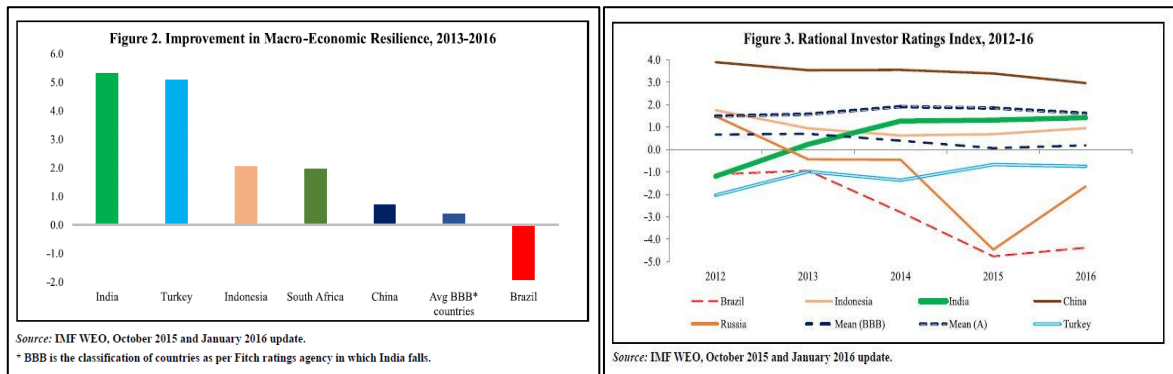 Figure 2. Improvement in Macro-Economic Resilience, 2013-2016
6.0
5.0
4.0
3.0
2.0
1.0
0.0
-1.0
-2.0
India Turkey Indonesia South Africa China Avg BBB* Brazil
countries
Source: IMF WEO, October 2015 and January 2016 update.
* BBB is the classification of countries as per Fitch ratings agency in which India falls.
Figure 3. Rational Investor Ratings Index, 2012-16
4.0
3.0
2.0
1.0
0.0
-1.0
-2.0
-3.0
-4.0
-5.0
2012 2013 2014 2015 2016
Brazil Indonesia India China
Russia Mean (BBB) Mean (A) Turkey
Source: IMF WEO, October 2015 and January 2016 update.